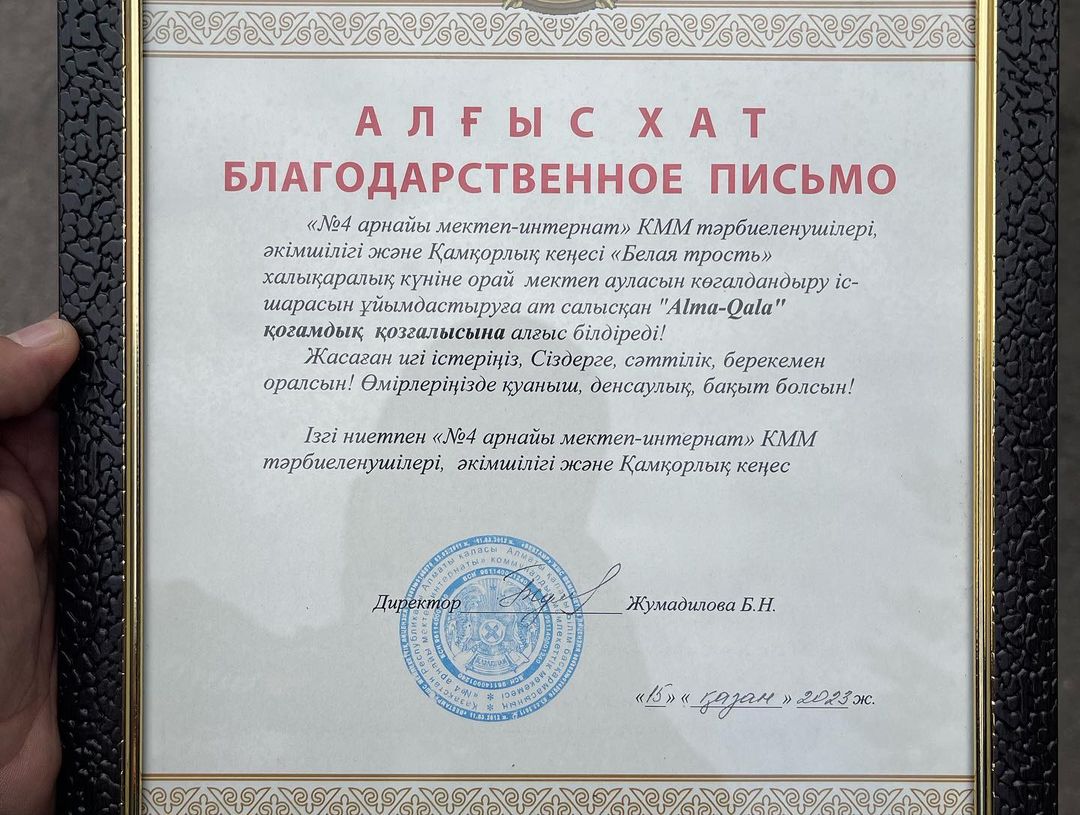 АЛҒЫС ХАТ
БЛАГОДАРСТВЕННОЕ ПИСЬМО
«№4 арнайы мектеп-интернат» КММ тәрбиеленушілері,
әкімшілігі және Қамқорлық кеңесі «Белая трость»
халықаралық күніне орай мектеп ауласын көгалдандыру іс-
шарасын ұйымдастыруға ат салысқан "Alma-Qala"
қоғамдық қозғалысына алғыс білдіреді!
Жасаған игі істеріңіз, Сіздерге, сәттілік, берекемен
оралсын! Өмірлеріңізде қуаныш, денсаулық, бақыт болсын!
Ізгі ниетпен «№4 арнайы мектеп-интернат» КММ
тәрбиеленушілері, әкімшілігі және Қамқорлық кеңес
Директор Жумадилова Б.Н.
«15» «қазан» 2023 ж.